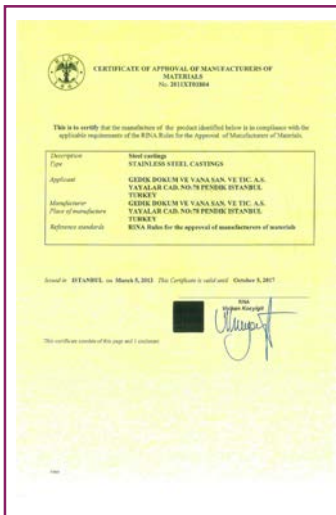 RINA
1861
CERTIFICATE OF APPROVAL OF MANUFACTURERS OF
MATERIALS
This is to certify that the manufacture of the product identified below is in compliance with the
applicable requirements of the RINA Rules for the Approval of Manufacturers of Materials.
Description Steel castings
Type STAINLESS STEEL CASTINGS
Applicant GEDIK DOKUM VE VANA SAN. VE TIC. A.S.
YAYALAR CAD. NO:78 PENDIK ISTANBUL
TURKEY
Manufacturer GEDIK DOKUM VE VANA SAN. VE TIC. A.S.
Place of manufacture YAYALAR CAD. NO:78 PENDIK ISTANBUL
TURKEY
Reference standards RINA Rules for the approval of manufacturers of materials
Issued in ISTANBUL on March 5, 2013 This Certificate is valid until October 5, 2017
RINA
This certificate consists of this page and 1 enclosure